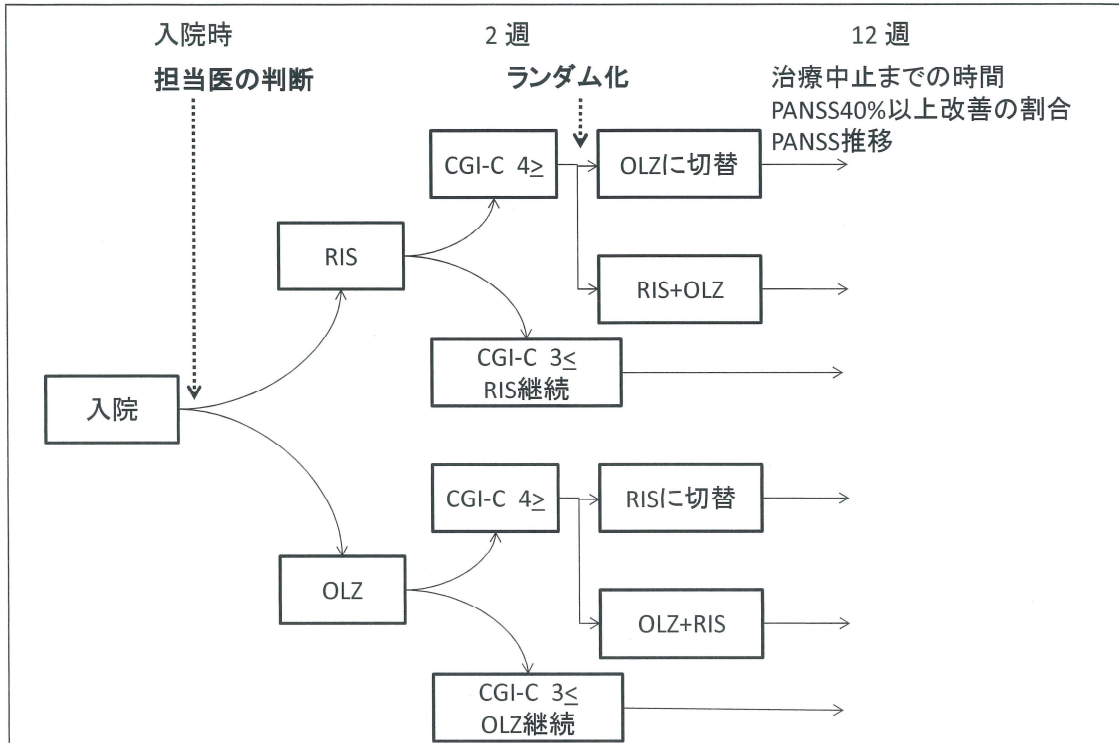 入院時
2 週
12 週
担当医の判断
ランダム化
治療中止までの時間
PANSS40%以上改善の割合
PANSS推移
CGI-C 4≥
OLZに切替
RIS
RIS+OLZ
CGI-C 3≤
RIS継続
入院
CGI-C 4≥
RISに切替
OLZ
OLZ+RIS
CGI-C 3≤
OLZ継続